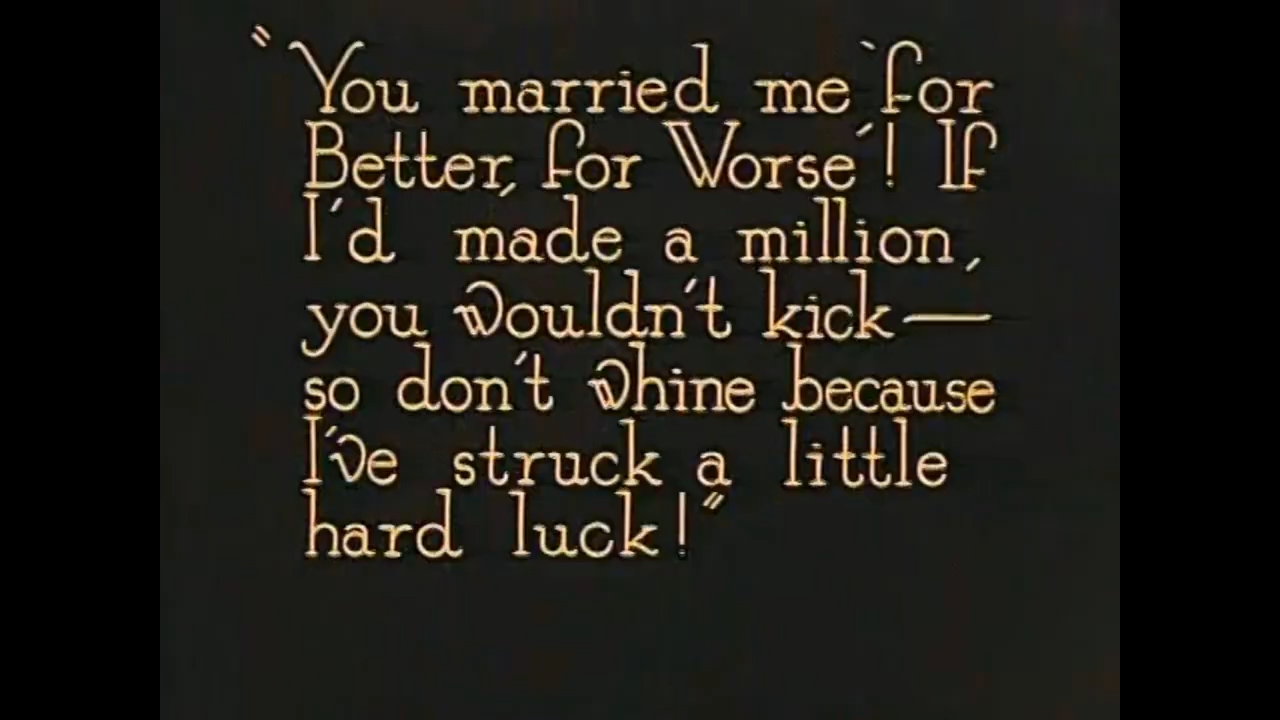 "You married me 'for
Better, for Worse'! If
I'd made a million,
you wouldn't kick—
so don't whine because
I've struck a little
hard luck!"